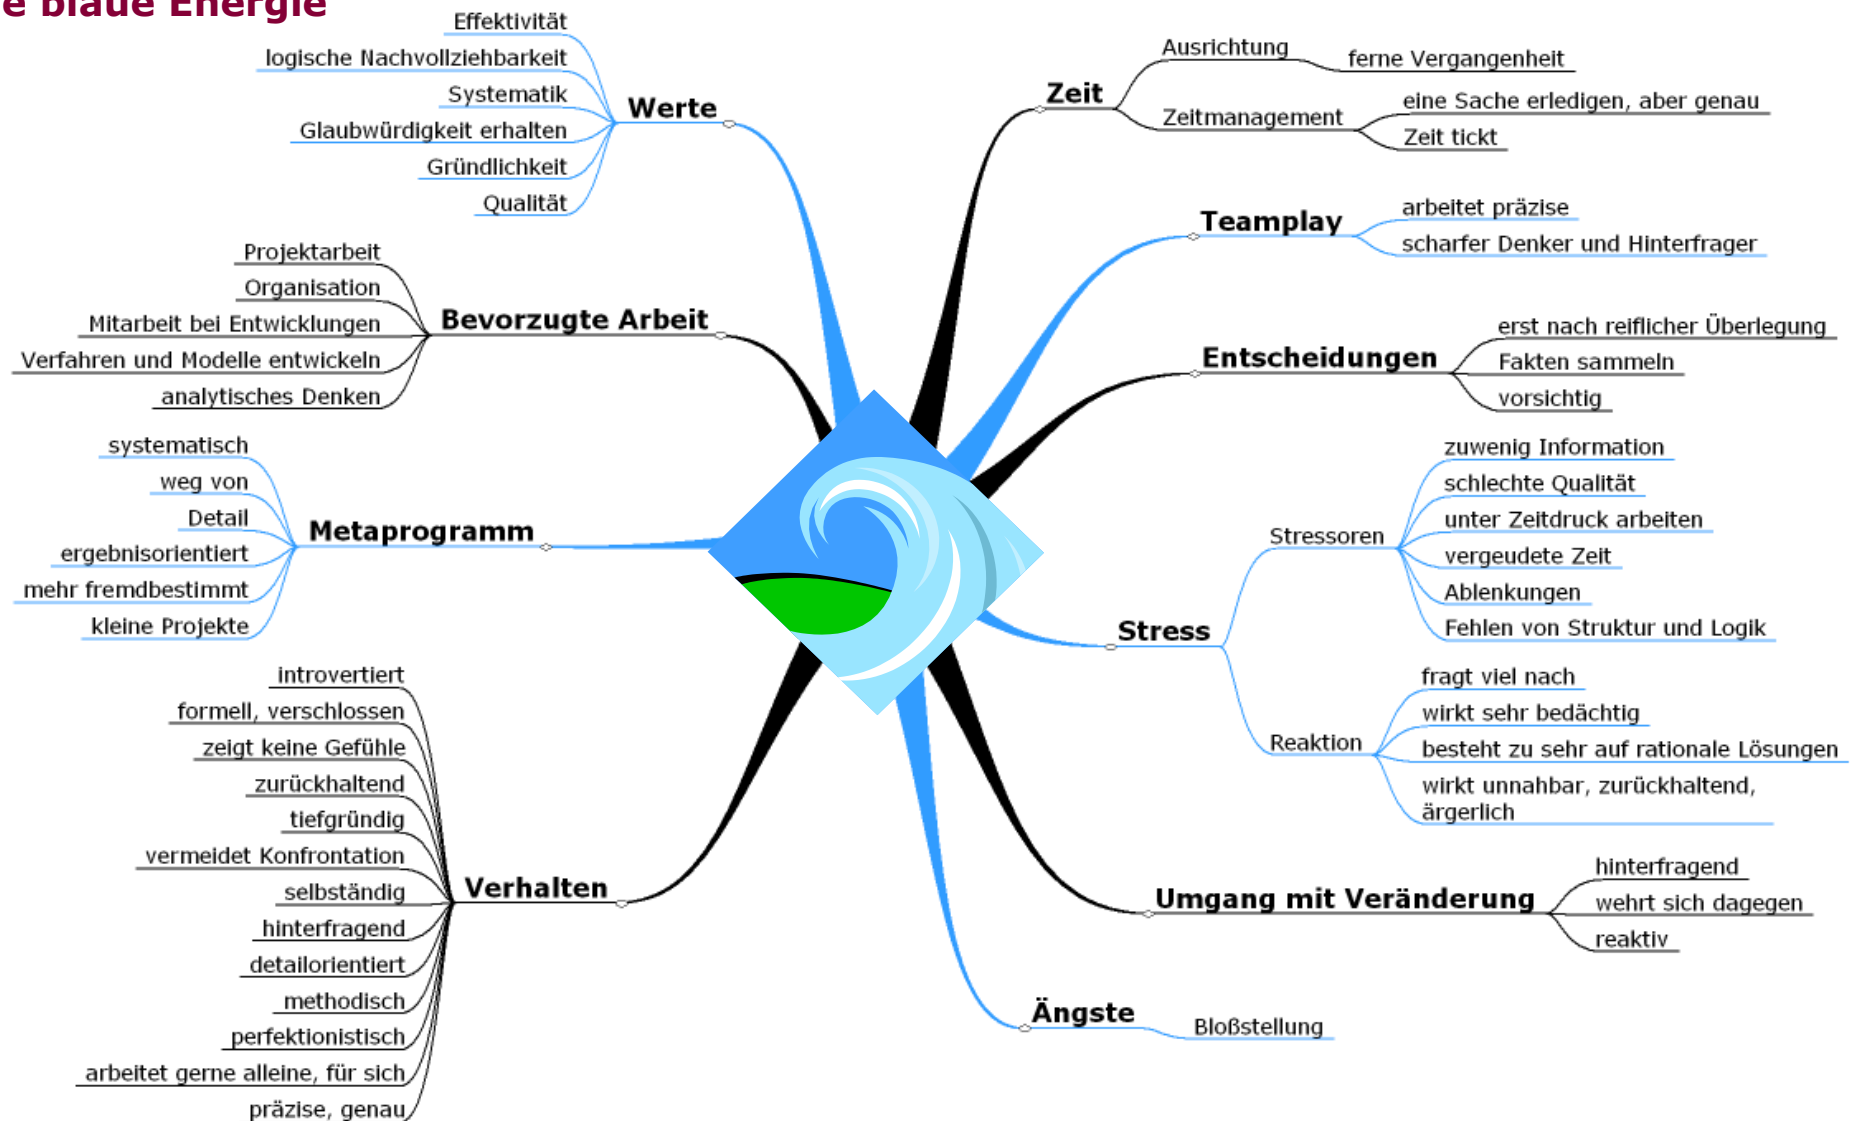 e blaue Energie
Werte
Effektivität
logische Nachvollziehbarkeit
Systematik
Glaubwürdigkeit erhalten
Gründlichkeit
Qualität
Bevorzugte Arbeit
Projektarbeit
Organisation
Mitarbeit bei Entwicklungen
Verfahren und Modelle entwickeln
analytisches Denken
Metaprogramm
systematisch
weg von
Detail
ergebnisorientiert
mehr fremdbestimmt
kleine Projekte
Verhalten
introvertiert
formell, verschlossen
zeigt keine Gefühle
zurückhaltend
tiefgründig
vermeidet Konfrontation
selbständig
hinterfragend
detailorientiert
methodisch
perfektionistisch
arbeitet gerne alleine, für sich
präzise, genau
Zeit
Ausrichtung
ferne Vergangenheit
Zeitmanagement
eine Sache erledigen, aber genau
Zeit tickt
Teamplay
arbeitet präzise
scharfer Denker und Hinterfrager
Entscheidungen
erst nach reiflicher Überlegung
Fakten sammeln
vorsichtig
Stress
Stressoren
zuwenig Information
schlechte Qualität
unter Zeitdruck arbeiten
vergeudete Zeit
Ablenkungen
Fehlen von Struktur und Logik
Reaktion
fragt viel nach
wirkt sehr bedächtig
besteht zu sehr auf rationale Lösungen
wirkt unnahbar, zurückhaltend,
ärgerlich
Umgang mit Veränderung
hinterfragend
wehrt sich dagegen
reaktiv
Ängste
Bloßstellung